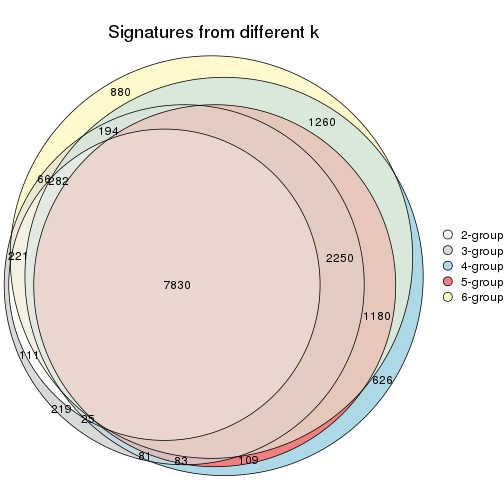 Signatures from different k
880
1260
194
66
282
221
2250
7830
1180
111
626
219
25
81
83
109
2-group
3-group
4-group
5-group
6-group